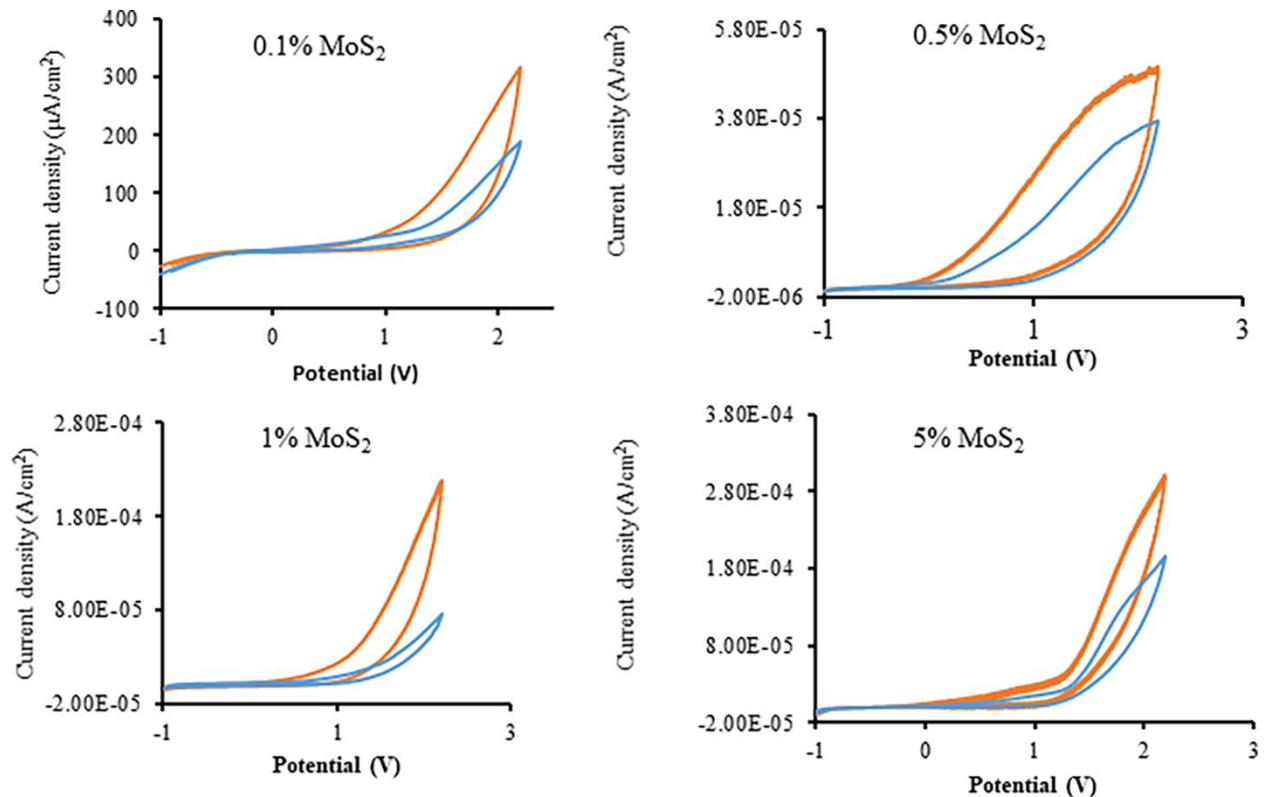 0.1% MoS₂
Current density (µA/cm²)
400
300
200
100
0
-100
-1
0
1
2
Potential (V)
0.5% MoS₂
Current density (A/cm²)
5.80E-05
3.80E-05
1.80E-05
-2.00E-06
-1
1
3
Potential (V)
1% MoS₂
Current density (A/cm²)
2.80E-04
1.80E-04
8.00E-05
-2.00E-05
-1
1
3
Potential (V)
5% MoS₂
Current density (A/cm²)
3.80E-04
2.80E-04
1.80E-04
8.00E-05
-2.00E-05
-1
0
1
2
3
Potential (V)